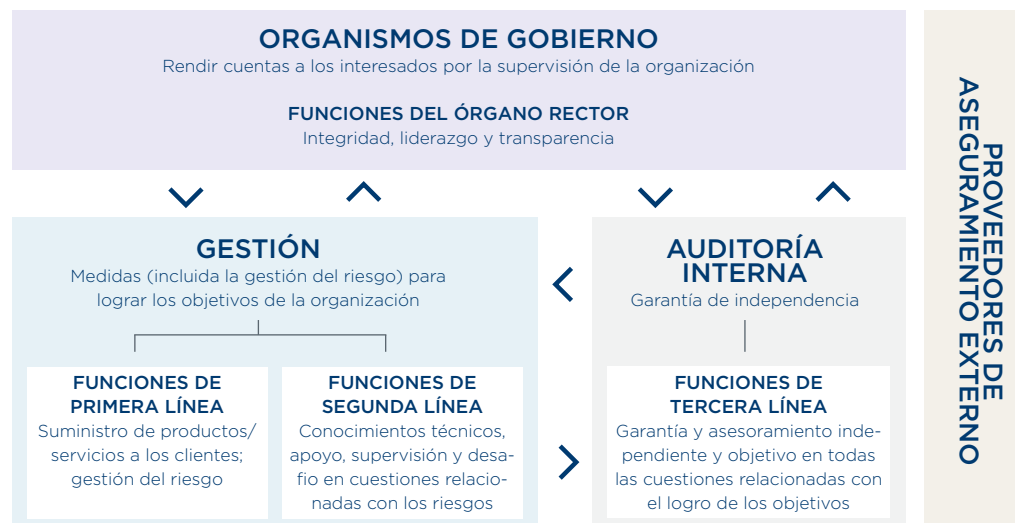 ORGANISMOS DE GOBIERNO
Rendir cuentas a los interesados por la supervisión de la organización
FUNCIONES DEL ÓRGANO RECTOR
Integridad, liderazgo y transparencia
GESTIÓN
Medidas (incluida la gestión del riesgo) para
lograr los objetivos de la organización
FUNCIONES DE
PRIMERA LÍNEA
Suministro de productos/
servicios a los clientes;
gestión del riesgo
FUNCIONES DE
SEGUNDA LÍNEA
Conocimientos técnicos,
apoyo, supervisión y desa-
fio en cuestiones relacio-
nadas con los riesgos
AUDITORÍA
INTERNA
Garantía de independencia
FUNCIONES DE
TERCERA LÍNEA
Garantía y asesoramiento inde-
pendiente y objetivo en todas
las cuestiones relacionadas con
el logro de los objetivos
PROVEEDORES DE
ASEGURAMIENTO EXTERNO